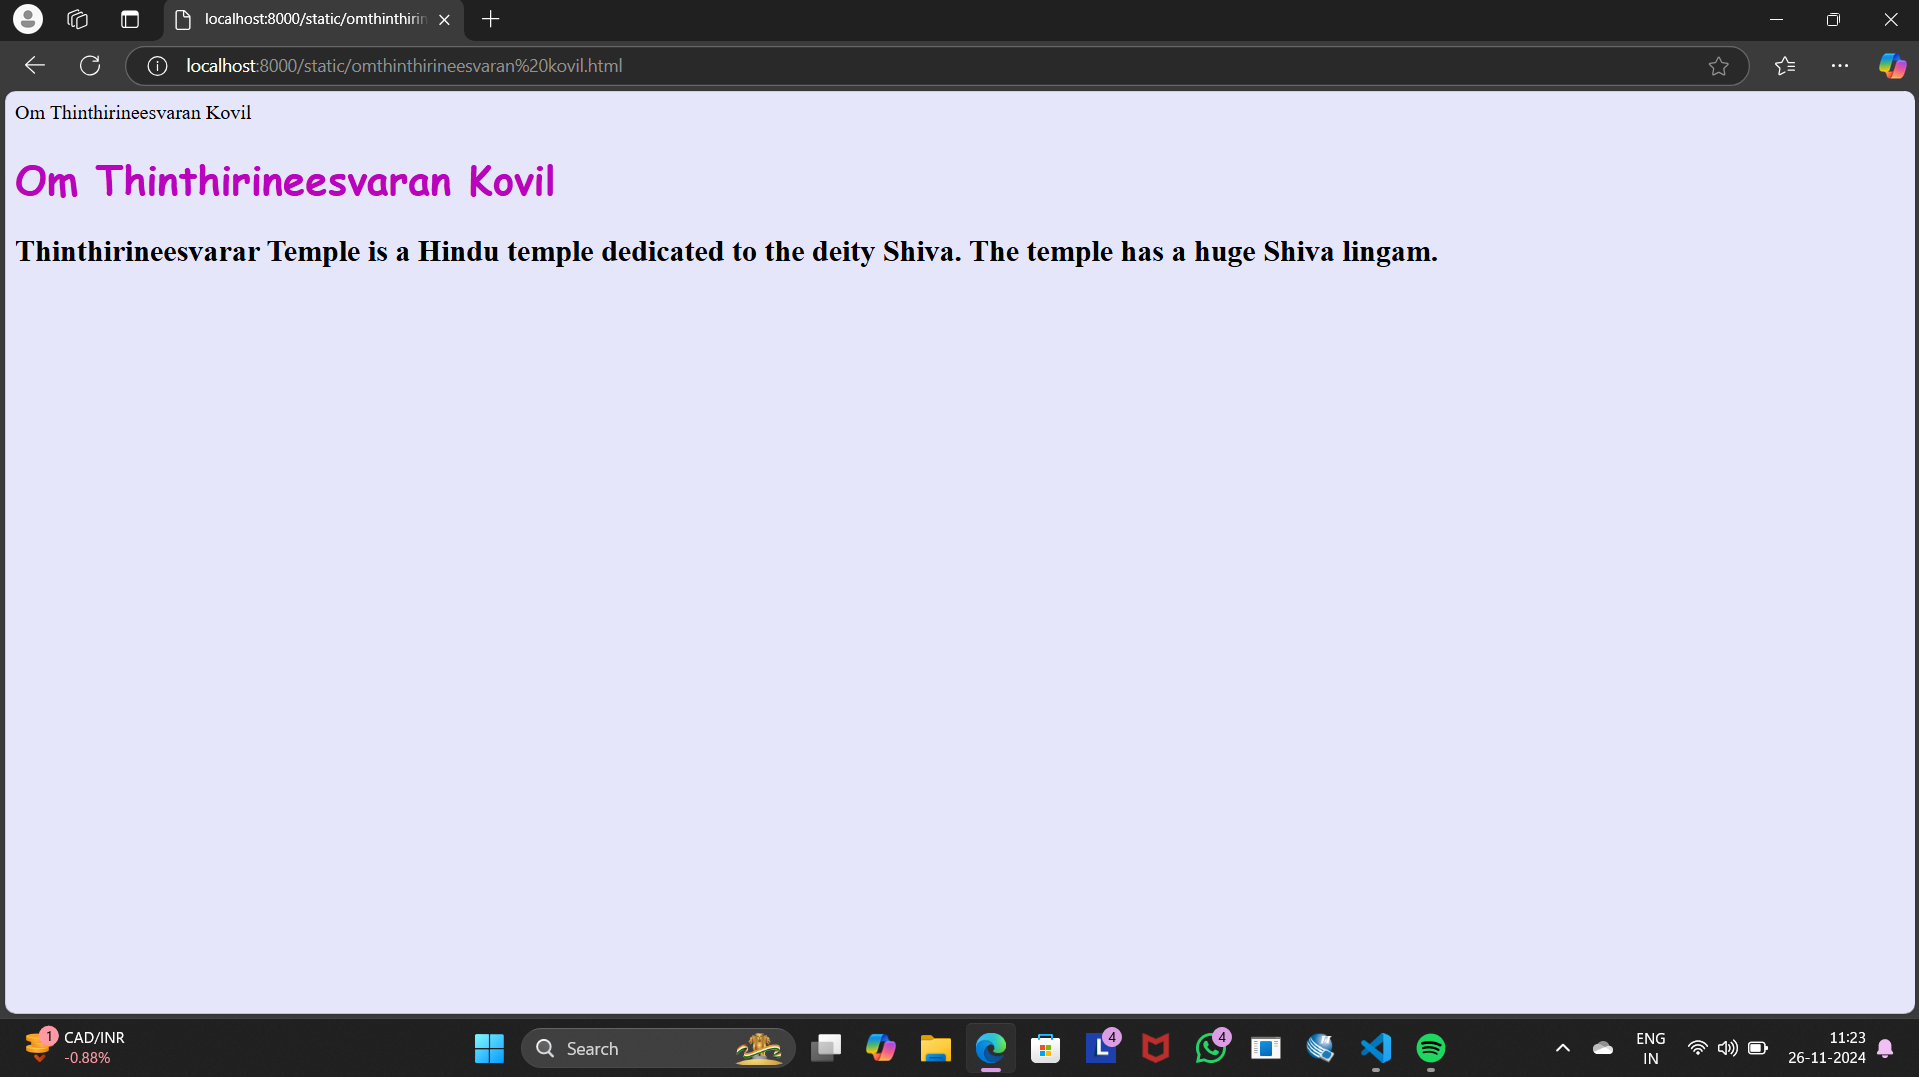 localhost:8000/static/omthinthirin
localhost:8000/static/omthinthirineesvaran%20kovil.html
Om Thinthirineesvaran Kovil
Om Thinthirineesvaran Kovil
Thinthirineesvarar Temple is a Hindu temple dedicated to the deity Shiva. The temple has a huge Shiva lingam.
1
CAD/INR
-0.88%
Search
L
4
4
ENG
IN
11:23
26-11-2024